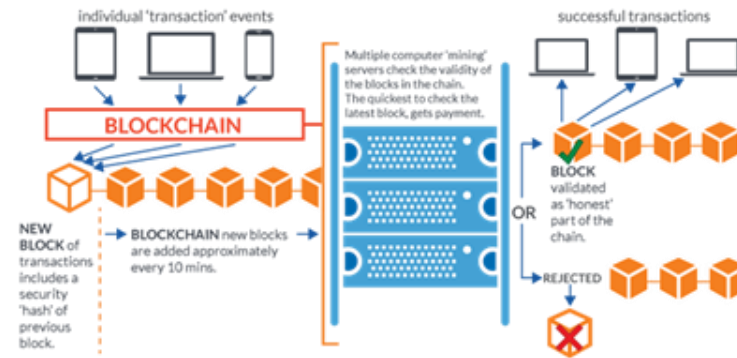 individual 'transaction' events
successful transactions
Multiple computer 'mining'
servers check the validity of
the blocks in the chain.
The quickest to check the
latest block, gets payment.
BLOCKCHAIN
NEW
BLOCK of
transactions
includes a
security
'hash' of
previous
block.
BLOCKCHAIN new blocks
are added approximately
every 10 mins.
OR
BLOCK
validated
as 'honest'
part of the
chain.
REJECTED